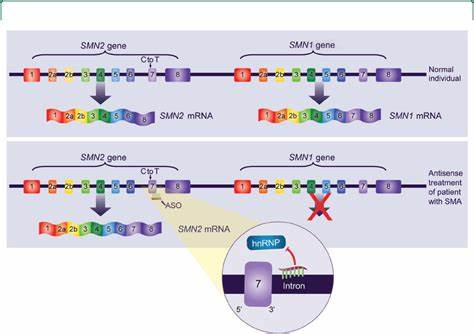 SMN2 gene
SMN1 gene
C to T
1 2a 2b 3 4 5 6 7 8
1 2a 2b 3 4 5 6 7 8
Normal
individual
1 2a 2b 3 4 5 6 8
SMN2 mRNA
1 2a 2b 3 4 5 6 7 8
SMN1 mRNA
SMN2 gene
SMN1 gene
C to T
1 2a 2b 3 4 5 6 7 8
1 2a 2b 3 4 5 6 7 8
Antisense
treatment
of patient
with SMA
ASO
1 2a 2b 3 4 5 6 7 8
SMN2 mRNA
hnRNP
7
Intron
5' 3'